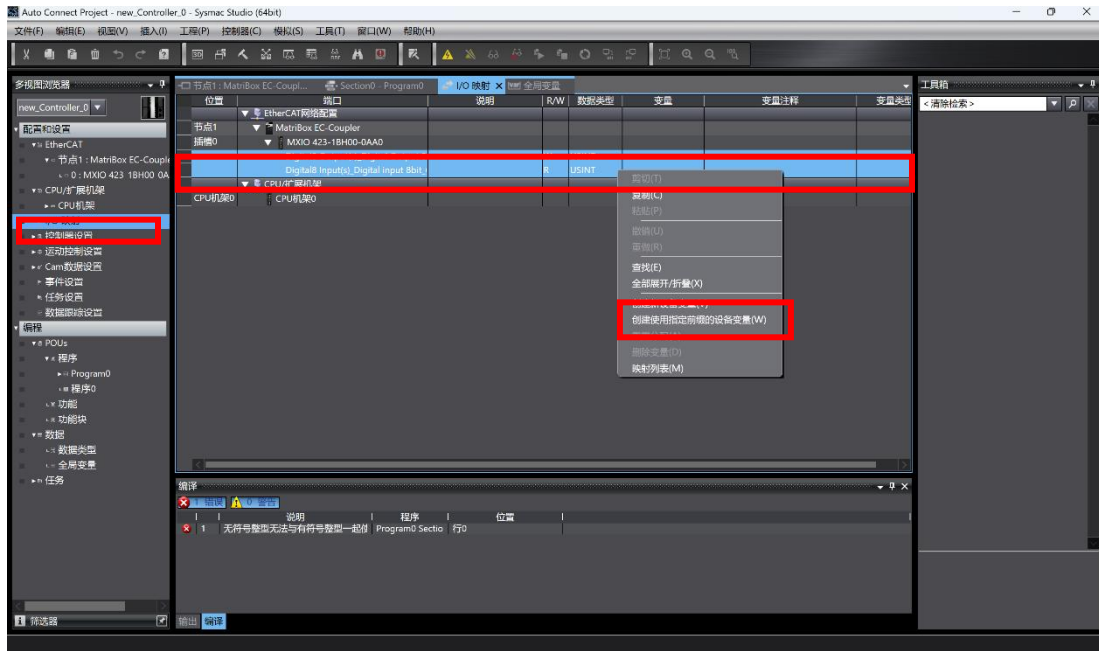 Auto Connect Project - new_Controller_0 - Sysmac Studio (64bit)
文件(F) 编辑(E) 视图(V) 插入(I) 工程(P) 控制器(C) 模拟(S) 工具(T) 窗口(W) 帮助(H)
多视图浏览器
new_Controller_0
配置和设置
EtherCAT
节点1 : MatriBox EC-Coupl
0 : MXIO 423 1BH00 0A
CPU/扩展机架
CPU机架
控制器设置
运动控制设置
Cam数据设置
事件设置
任务设置
数据跟踪设置
编程
POUs
程序
Program0
程序0
功能
功能块
数据
数据类型
全局变量
任务
筛选器
节点1 : MatriBox EC-Coupl... Section0 - Program0 I/O 映射 全局变量
位置 端口 说明 R/W 数据类型 变量 变量注释 变量类型
EtherCAT网络配置
节点1 MatriBox EC-Coupler
插槽0 MXIO 423-1BH00-0AA0
Digital8 Input(s)_Digital input 8bit_ R USINT
CPU/扩展机架
CPU机架0 CPU机架0
剪切(T)
复制(C)
粘贴(P)
撤销(U)
重做(R)
查找(E)
全部展开/折叠(X)
创建使用指定前缀的设备变量(W)
删除变量(D)
映射列表(M)
编译
1 错误 0 警告
说明 程序 位置
1 无符号整型无法与有符号整型一起使 Program0 Sectio 行0
输出 编译
工具箱
<清除检索>